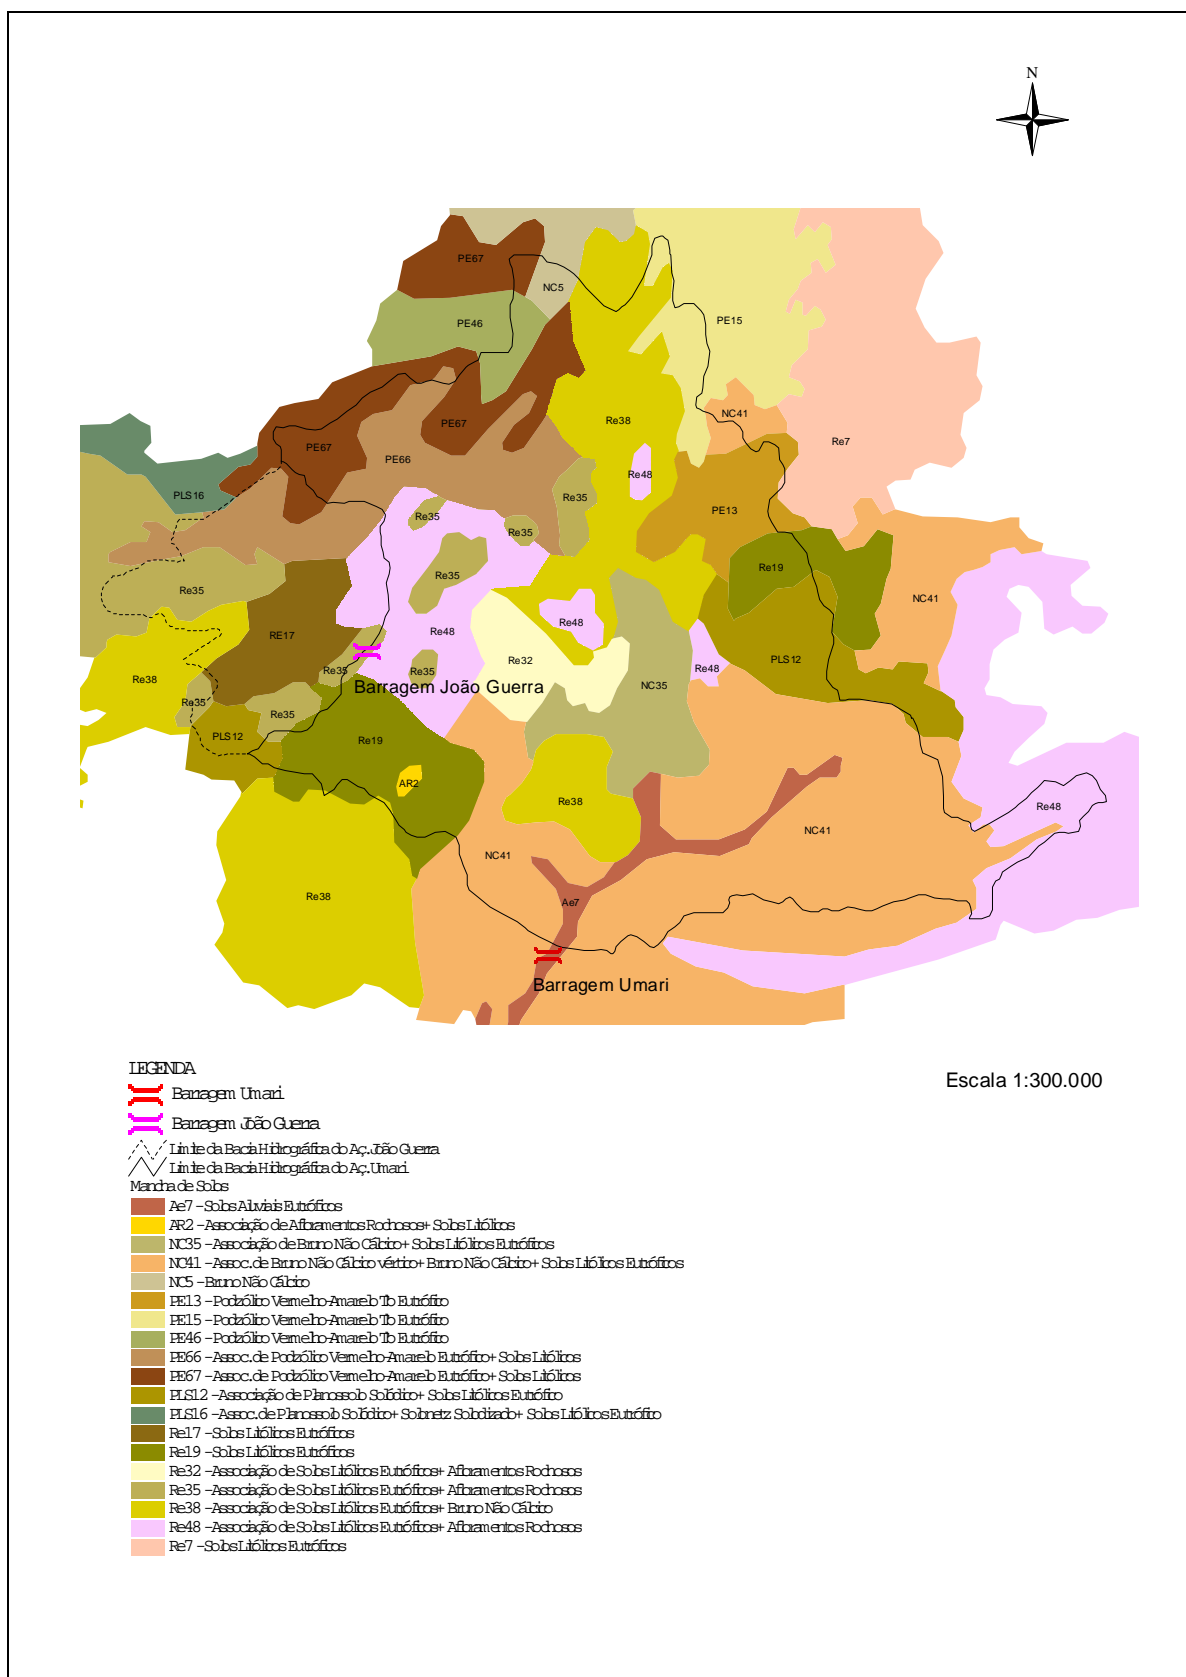 N
PE67
NC5
PE46
PE15
NC41
Re38
PE67
PE67
PE66
Re7
Re48
PLS16
Re35
Re35
Re35
PE13
Re35
Re19
Re35
NC41
Re48
Re48
RE17
Re32
PLS12
Re38
Re35
Re35
NC35
Re48
Barragem João Guerra
Re35
Re35
PLS12
Re19
AR2
Re38
Re48
NC41
NC41
Re38
Ae7
Barragem Umari
LEGENDA
Escala 1:300.000
Barragem Umari
Barragem João Guerra
Limite da Bacia Hidrográfica do Aç. João Guerra
Limite da Bacia Hidrográfica do Aç. Umari
Mancha de Solos
Ae7 - Solos Aluviais Eutróficos
AR2 - Associação de Afloramentos Rochosos + Solos Litólicos
NC35 - Associação de Bruno Não Cálcico + Solos Litólicos Eutróficos
NC41 - Assoc. de Bruno Não Cálcico vértico + Bruno Não Cálcico + Solos Litólicos Eutróficos
NC5 - Bruno Não Cálcico
PE13 - Podzólico Vermelho-Amarelo Tb Eutrófico
PE15 - Podzólico Vermelho-Amarelo Tb Eutrófico
PE46 - Podzólico Vermelho-Amarelo Tb Eutrófico
PE66 - Assoc. de Podzólico Vermelho-Amarelo Eutrófico + Solos Litólicos
PE67 - Assoc. de Podzólico Vermelho-Amarelo Eutrófico + Solos Litólicos
PLS12 - Associação de Planossolo Solódico + Solos Litólicos Eutrófico
PLS16 - Assoc. de Planossolo Solódico + Solonetz Solodizado + Solos Litólicos Eutrófico
Re17 - Solos Litólicos Eutróficos
Re19 - Solos Litólicos Eutróficos
Re32 - Associação de Solos Litólicos Eutróficos + Afloramentos Rochosos
Re35 - Associação de Solos Litólicos Eutróficos + Afloramentos Rochosos
Re38 - Associação de Solos Litólicos Eutróficos + Bruno Não Cálcico
Re48 - Associação de Solos Litólicos Eutróficos + Afloramentos Rochosos
Re7 - Solos Litólicos Eutróficos